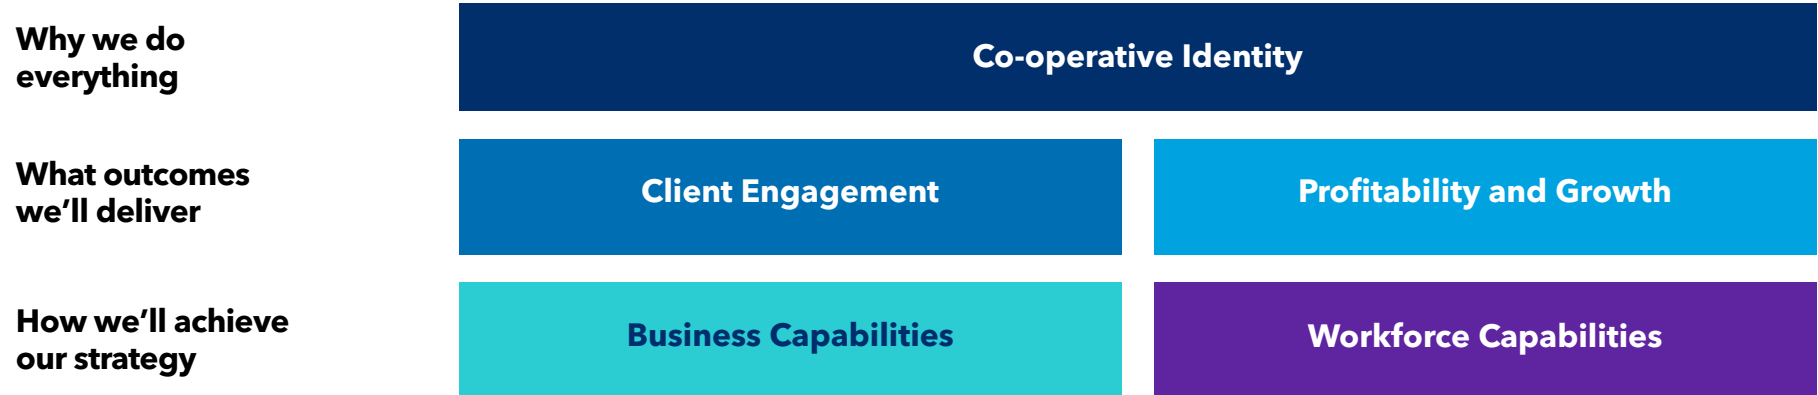 Why we do
everything
Co-operative Identity
What outcomes
we’ll deliver
Client Engagement
Profitability and Growth
How we’ll achieve
our strategy
Business Capabilities
Workforce Capabilities